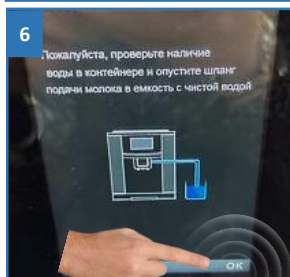 6
Пожалуйста, проверьте наличие
воды в контейнере и опустите шланг
подачи молока в емкость с чистой водой
OK